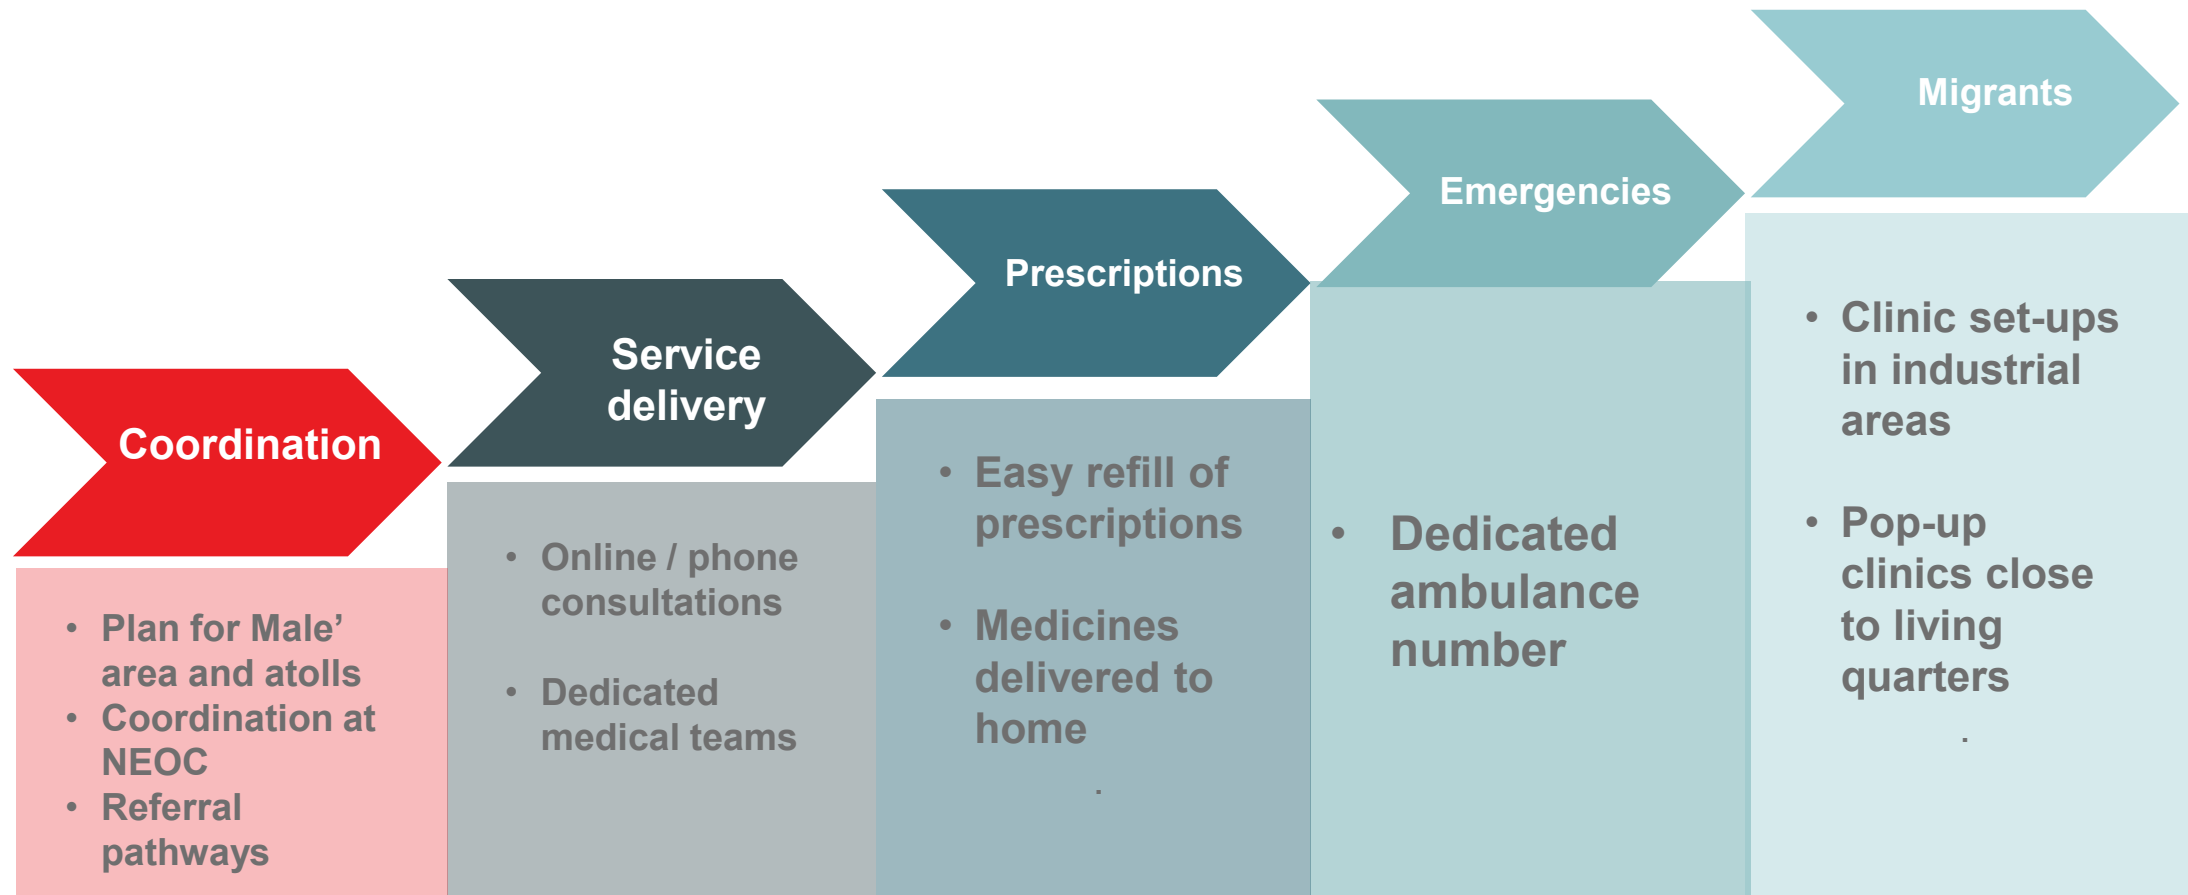 Coordination
• Plan for Male’
area and atolls
• Coordination at
NEOC
• Referral
pathways
Service
delivery
• Online / phone
consultations
• Dedicated
medical teams
Prescriptions
• Easy refill of
prescriptions
• Medicines
delivered to
home
.
Emergencies
• Dedicated
ambulance
number
Migrants
• Clinic set-ups
in industrial
areas
• Pop-up
clinics close
to living
quarters
.